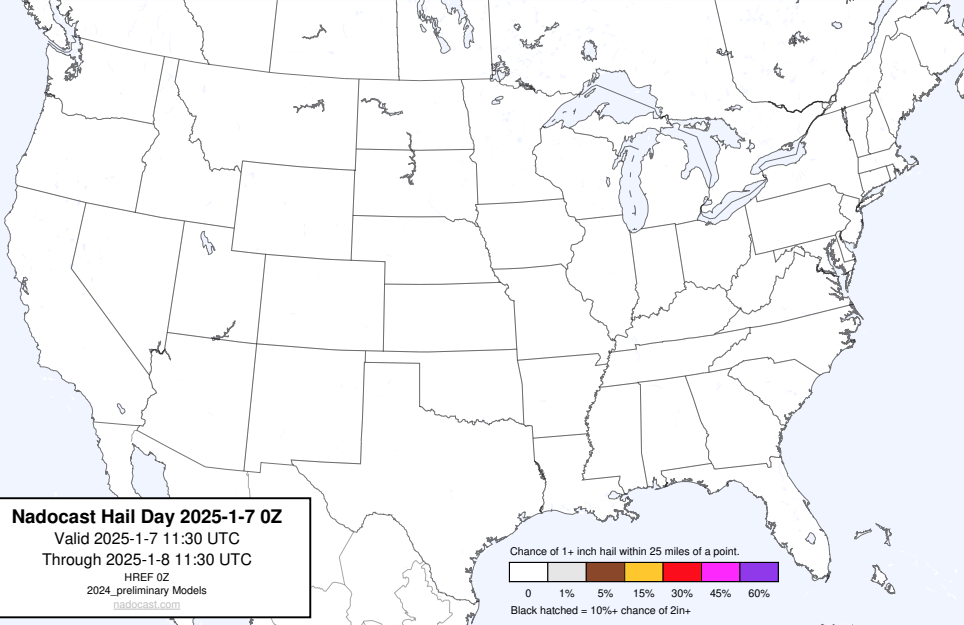 Nadocast Hail Day 2025-1-7 0Z
Valid 2025-1-7 11:30 UTC
Through 2025-1-8 11:30 UTC
HREF 0Z
2024_preliminary Models
nadocast.com
Chance of 1+ inch hail within 25 miles of a point.
0 1% 5% 15% 30% 45% 60%
Black hatched = 10%+ chance of 2in+